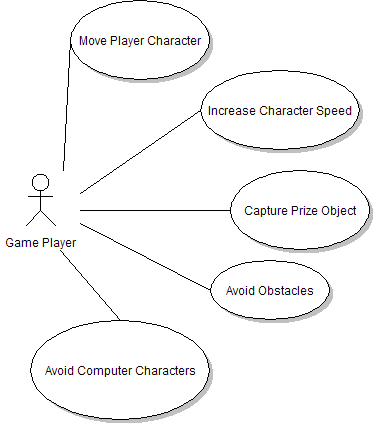 Move Player Character
Increase Character Speed
Capture Prize Object
Game Player
Avoid Obstacles
Avoid Computer Characters